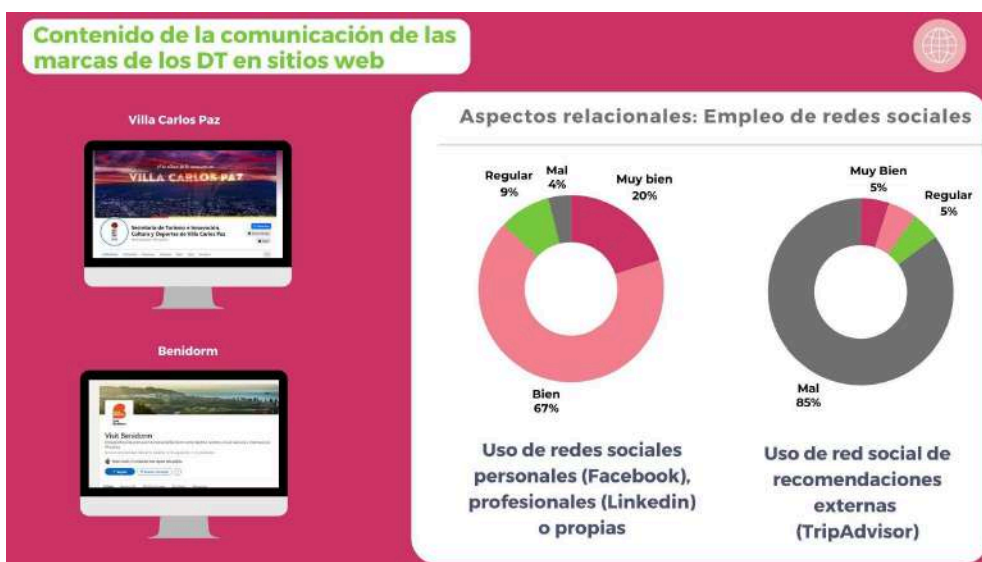 Contenido de la comunicación de las
marcas de los DT en sitios web
Villa Carlos Paz
VILLA CARLOS PAZ
Secretaría de Turismo e Innovación,
Cultura y Deportes de Villa Carlos Paz
Benidorm
Visit Benidorm
Aspectos relacionales: Empleo de redes sociales
Regular
9%
Mal
4%
Muy bien
20%
Bien
67%
Uso de redes sociales
personales (Facebook),
profesionales (Linkedin)
o propias
Muy Bien
5%
Regular
5%
Mal
85%
Uso de red social de
recomendaciones
externas
(TripAdvisor)